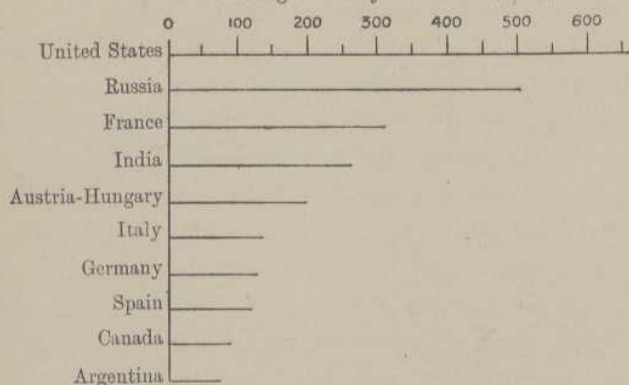 0 100 200 300 400 500 600
United States
Russia
France
India
Austria-Hungary
Italy
Germany
Spain
Canada
Argentina